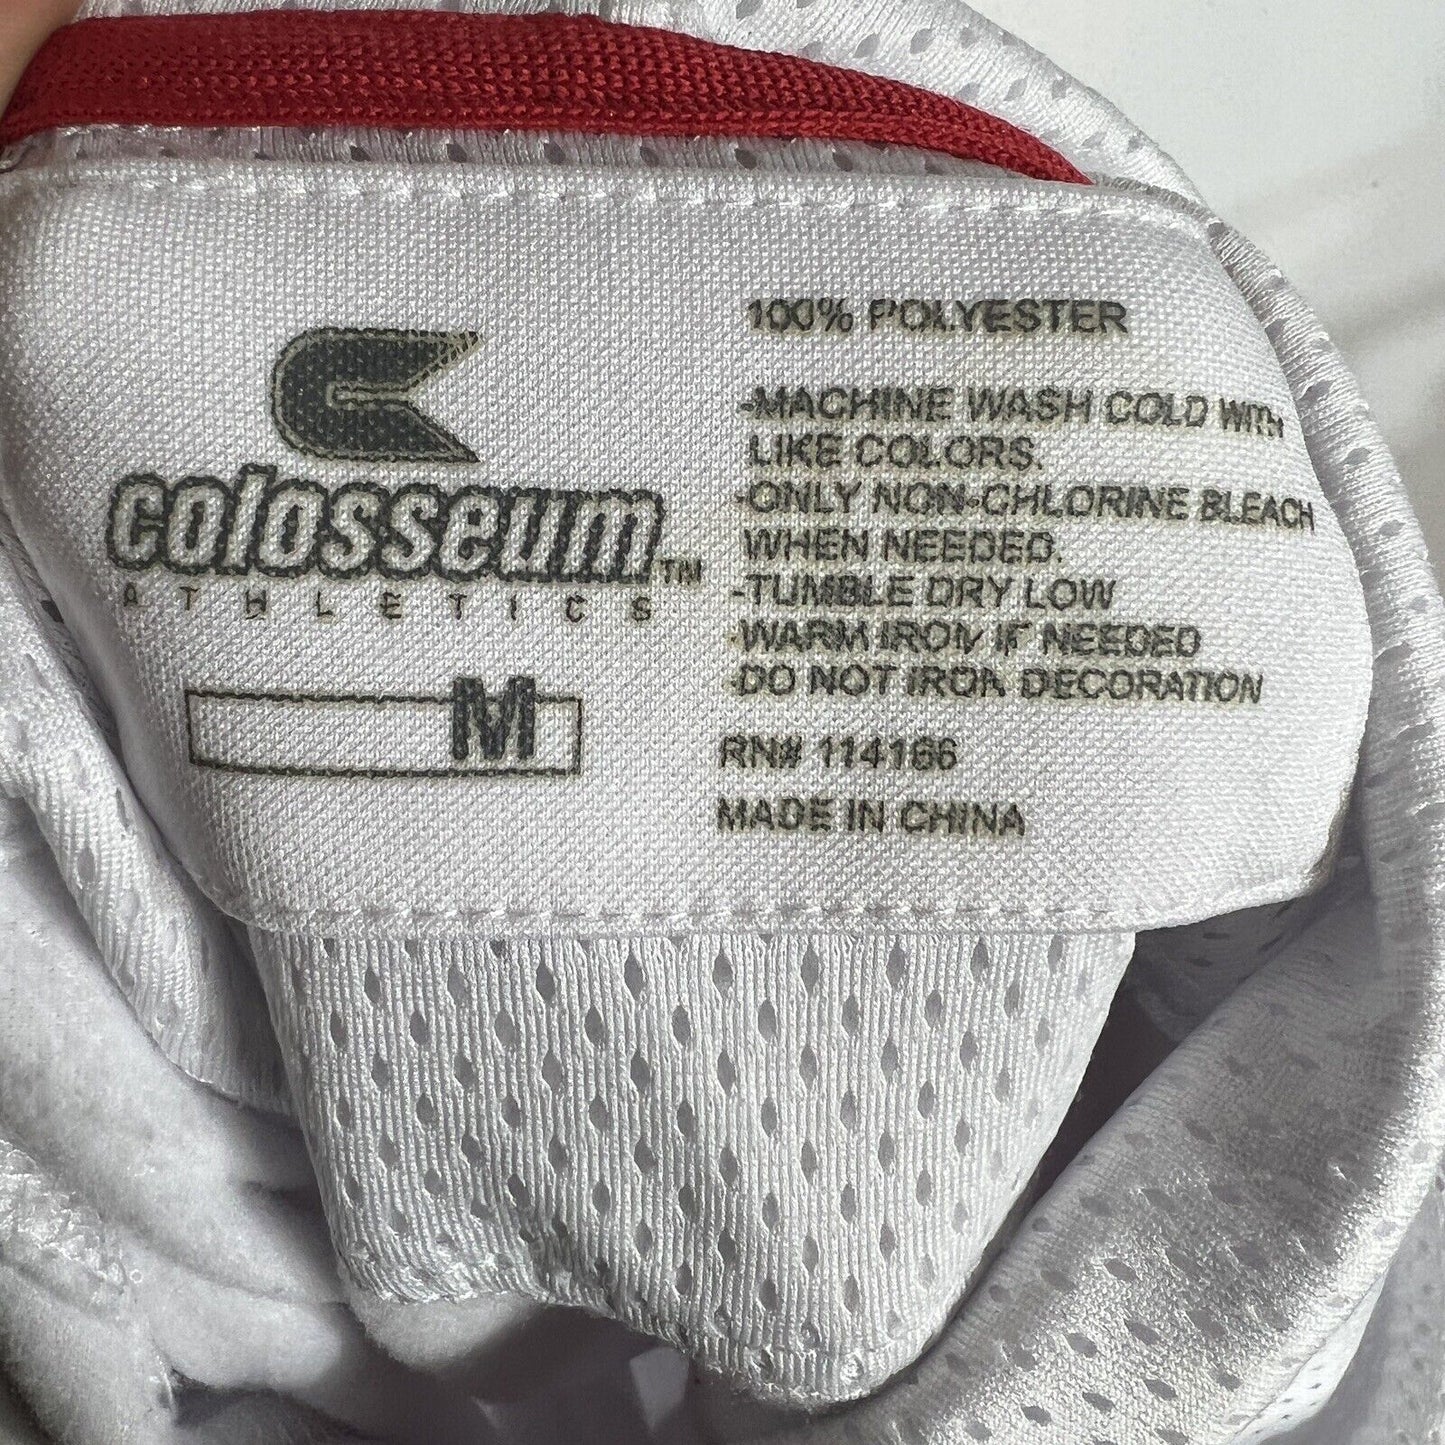 colosseum™
ATHLETICS
M
100% POLYESTER
-MACHINE WASH COLD WITH
LIKE COLORS.
-ONLY NON-CHLORINE BLEACH
WHEN NEEDED.
-TUMBLE DRY LOW
-WARM IRON IF NEEDED
-DO NOT IRON DECORATION
RN# 114166
MADE IN CHINA